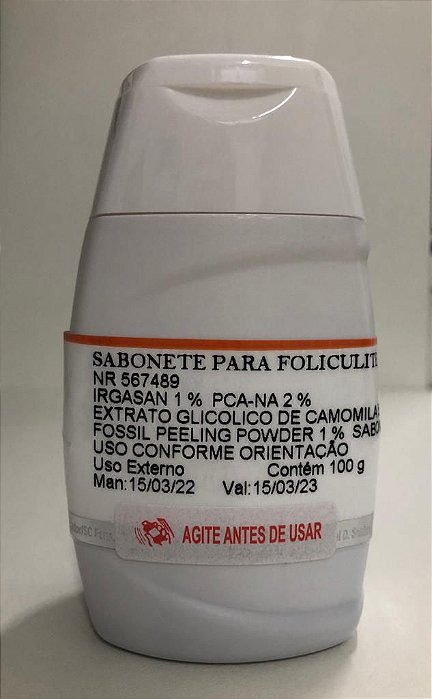 SABONETE PARA FOLICULIT
NR 567489
IRGASAN 1 % PCA-NA 2 %
EXTRATO GLICOLICO DE CAMOMILA
FOSSIL PEELING POWDER 1 % SABO
USO CONFORME ORIENTAÇÃO
Uso Externo Contém 100 g
Man:15/03/22 Val:15/03/23
AGITE ANTES DE USAR